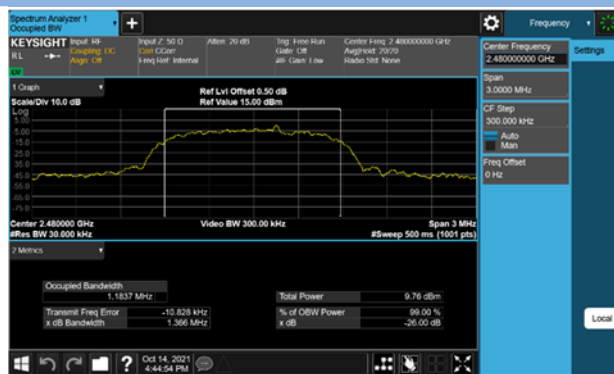 Spectrum Analyzer 1
Occupied BW
Frequency
KEYSIGHT Input: RF
Coupling: DC
Align: Off
Input Z: 50 Ω
Corr CCorr
Freq Ref: Internal
Atten: 20 dB
Trig: Free Run
Gate: Off
#IF Gain: Low
Center Freq: 2.480000000 GHz
Avg|Hold: 20/20
Radio Std: None
RL
Center Frequency
2.480000000 GHz
Settings
Span
3.0000 MHz
CF Step
300.000 kHz
Auto
Man
Freq Offset
0 Hz
1 Graph
Scale/Div 10.0 dB
Ref Lvl Offset 0.50 dB
Ref Value 15.00 dBm
Log
5.00
-5.00
-15.0
-25.0
-35.0
-45.0
-55.0
-65.0
-75.0
Center 2.480000 GHz
#Res BW 30.000 kHz
Video BW 300.00 kHz
Span 3 MHz
#Sweep 500 ms (1001 pts)
2 Metrics
Occupied Bandwidth
1.1837 MHz
Total Power 9.76 dBm
Transmit Freq Error -10.828 kHz
% of OBW Power 99.00 %
x dB Bandwidth 1.366 MHz
x dB -26.00 dB
Local
Oct 14, 2021
4:44:54 PM